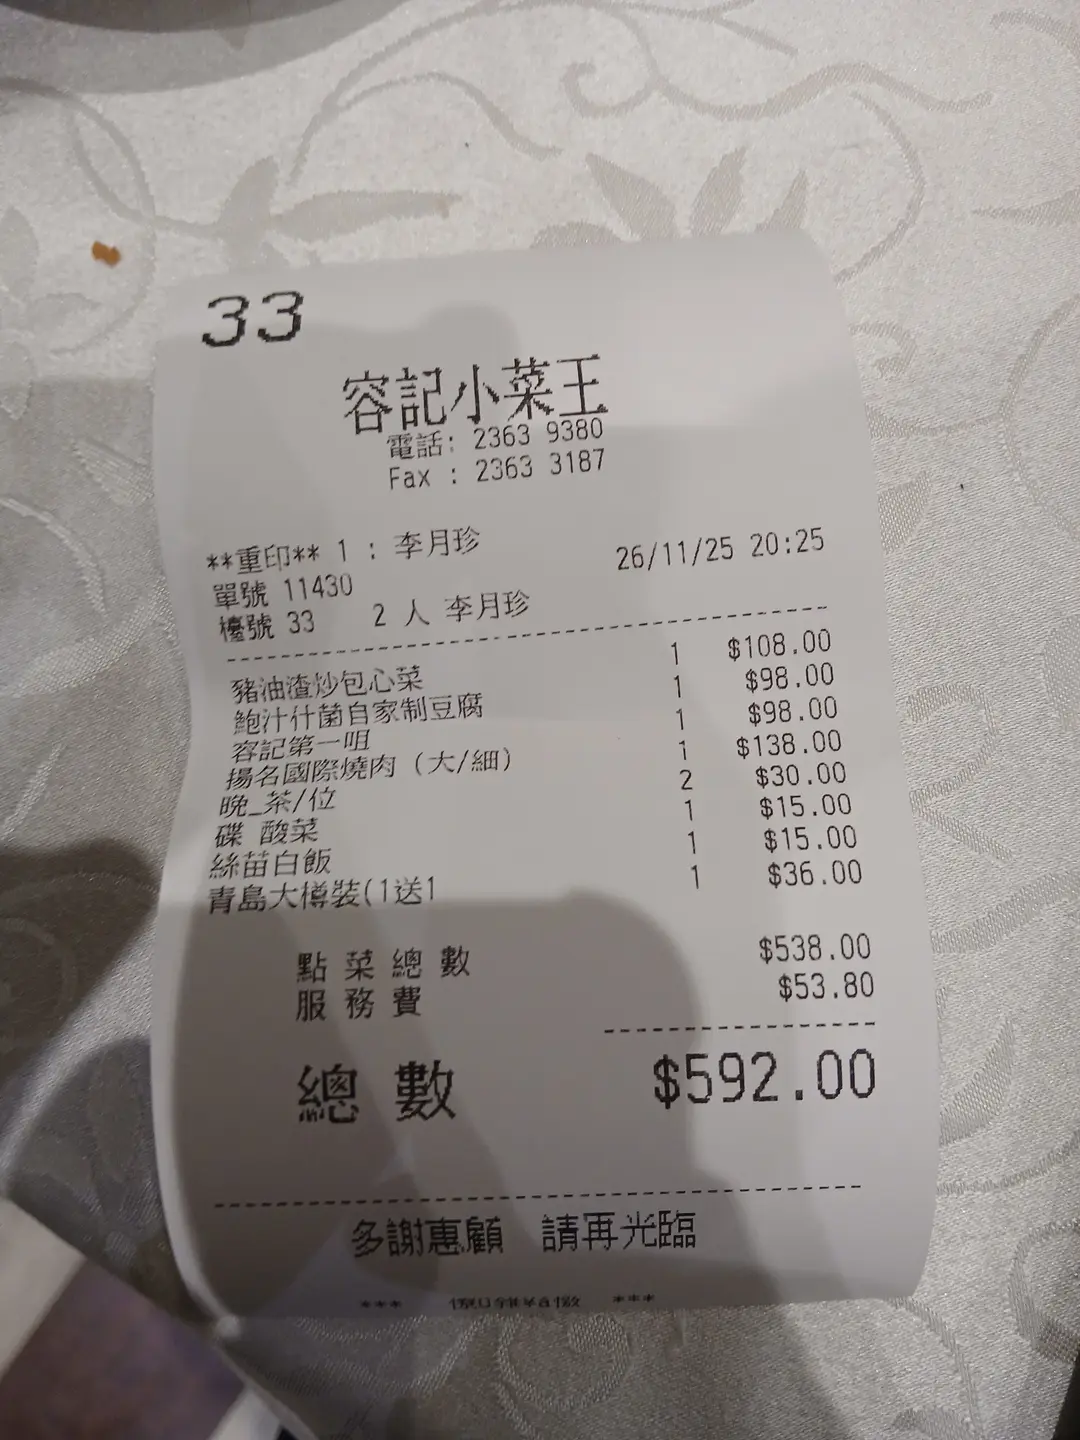 33
容記小菜王
電話: 2363 9380
Fax : 2363 3187
**重印** 1 : 李月珍
26/11/25 20:25
單號 11430
檯號 33 2 人 李月珍
豬油渣炒包心菜 1 $108.00
鮑汁什菌自家制豆腐 1 $98.00
容記第一咀 1 $98.00
揚名國際燒肉 (大/細) 1 $138.00
晚_茶/位 2 $30.00
碟 酸菜 1 $15.00
絲苗白飯 1 $15.00
青島大樽裝(1送1 1 $36.00
點菜總數 $538.00
服務費 $53.80
總數 $592.00
多謝惠顧 請再光臨
*** ***